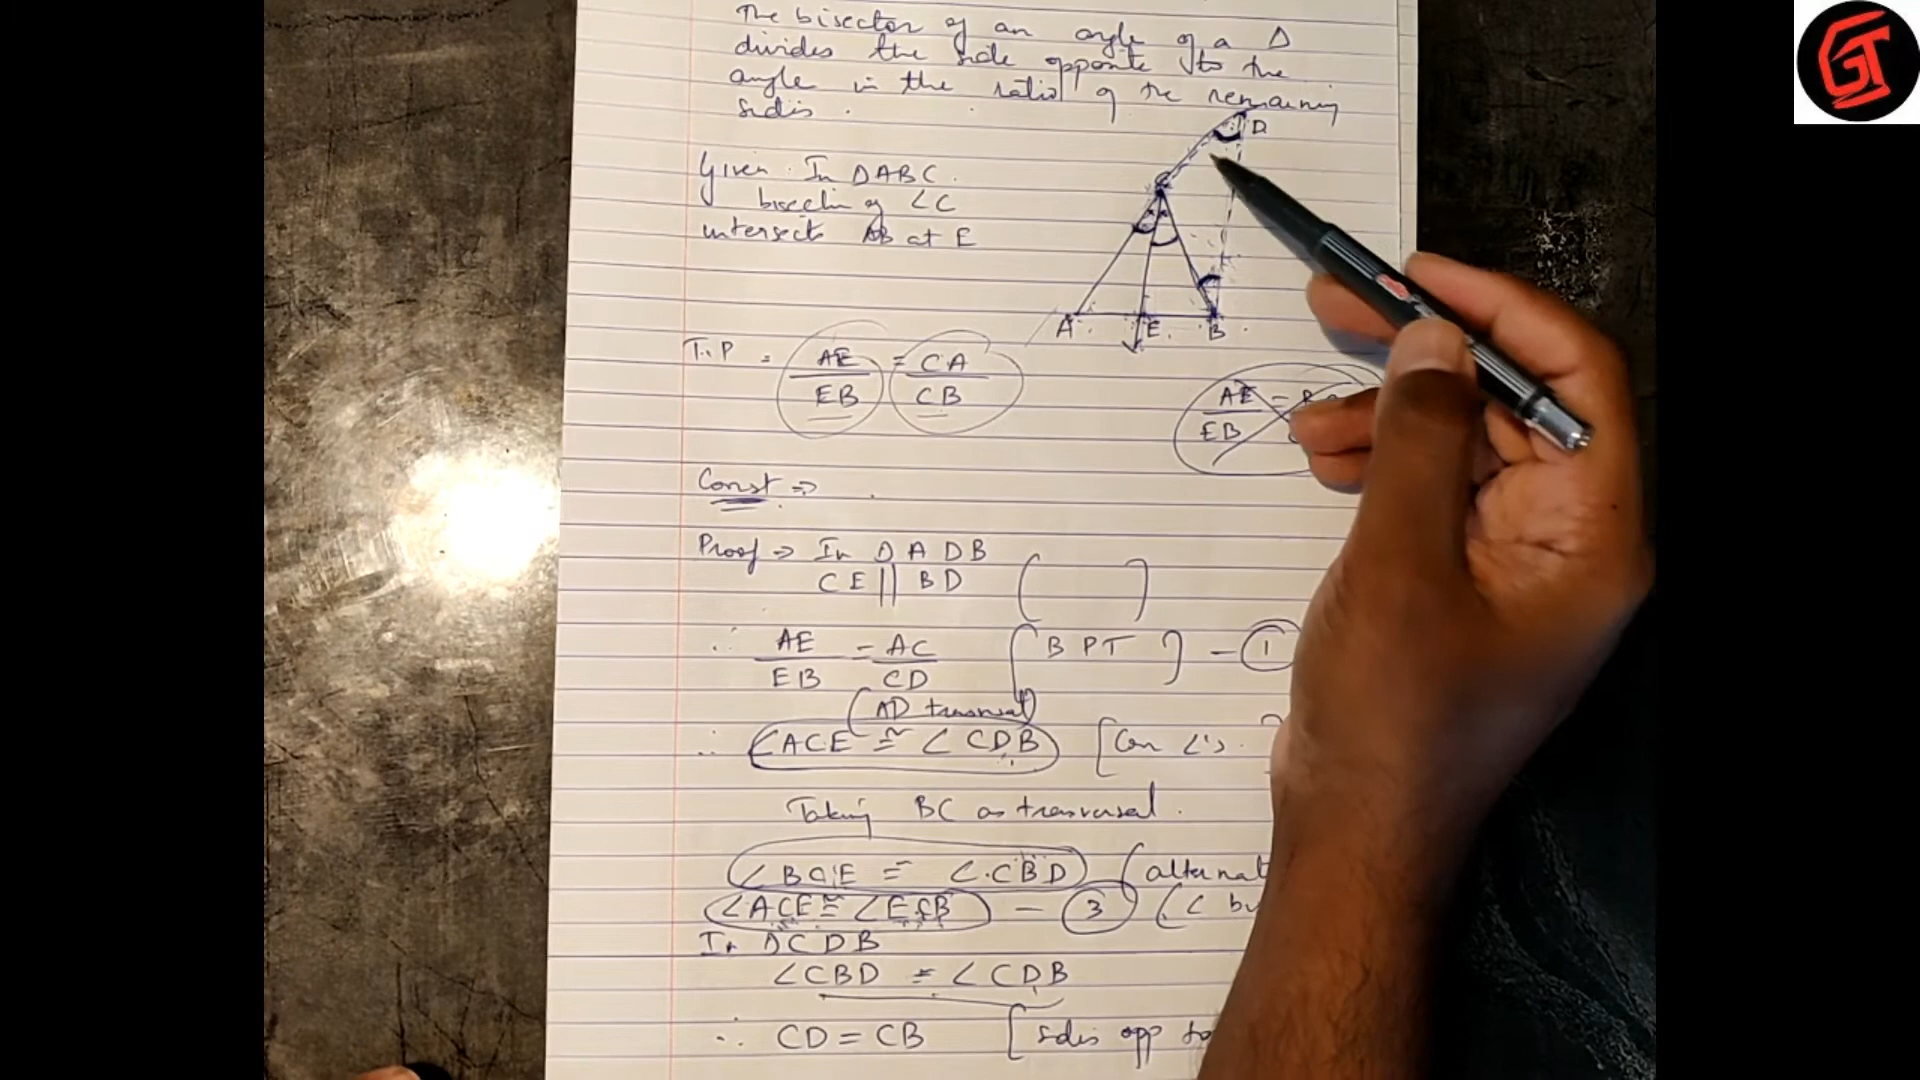 The bisector of an angle of a Δ
divides the side opposite to the
angle in the ratio of the remaining
sides.
Given In ΔABC.
bisector of ∠C
intersects AB at E
D
C
A E B
T.P = AE/EB = CA/CB
AE =
EB
Const ⇒
Proof ⇒ In Δ A D B
CE || BD ( )
∴ AE/EB = AC/CD [B P T] - ①
(AD transversal)
∴ ∠ACE ≅ ∠CDB [Corr ∠'s. ]
Taking BC as transversal.
∠BCE = ∠CBD (alternat
∠ACE ≅ ∠ECB - ③ (∠
In ΔCDB
∠CBD = ∠CDB
∴ CD = CB [sides opp to
GT